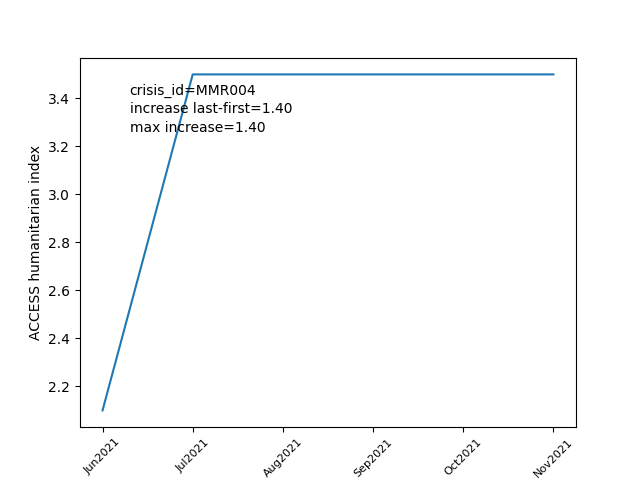 crisis_id=MMR004
increase last-first=1.40
max increase=1.40
ACCESS humanitarian index
3.4
3.2
3.0
2.8
2.6
2.4
2.2
Jun2021
Jul2021
Aug2021
Sep2021
Oct2021
Nov2021